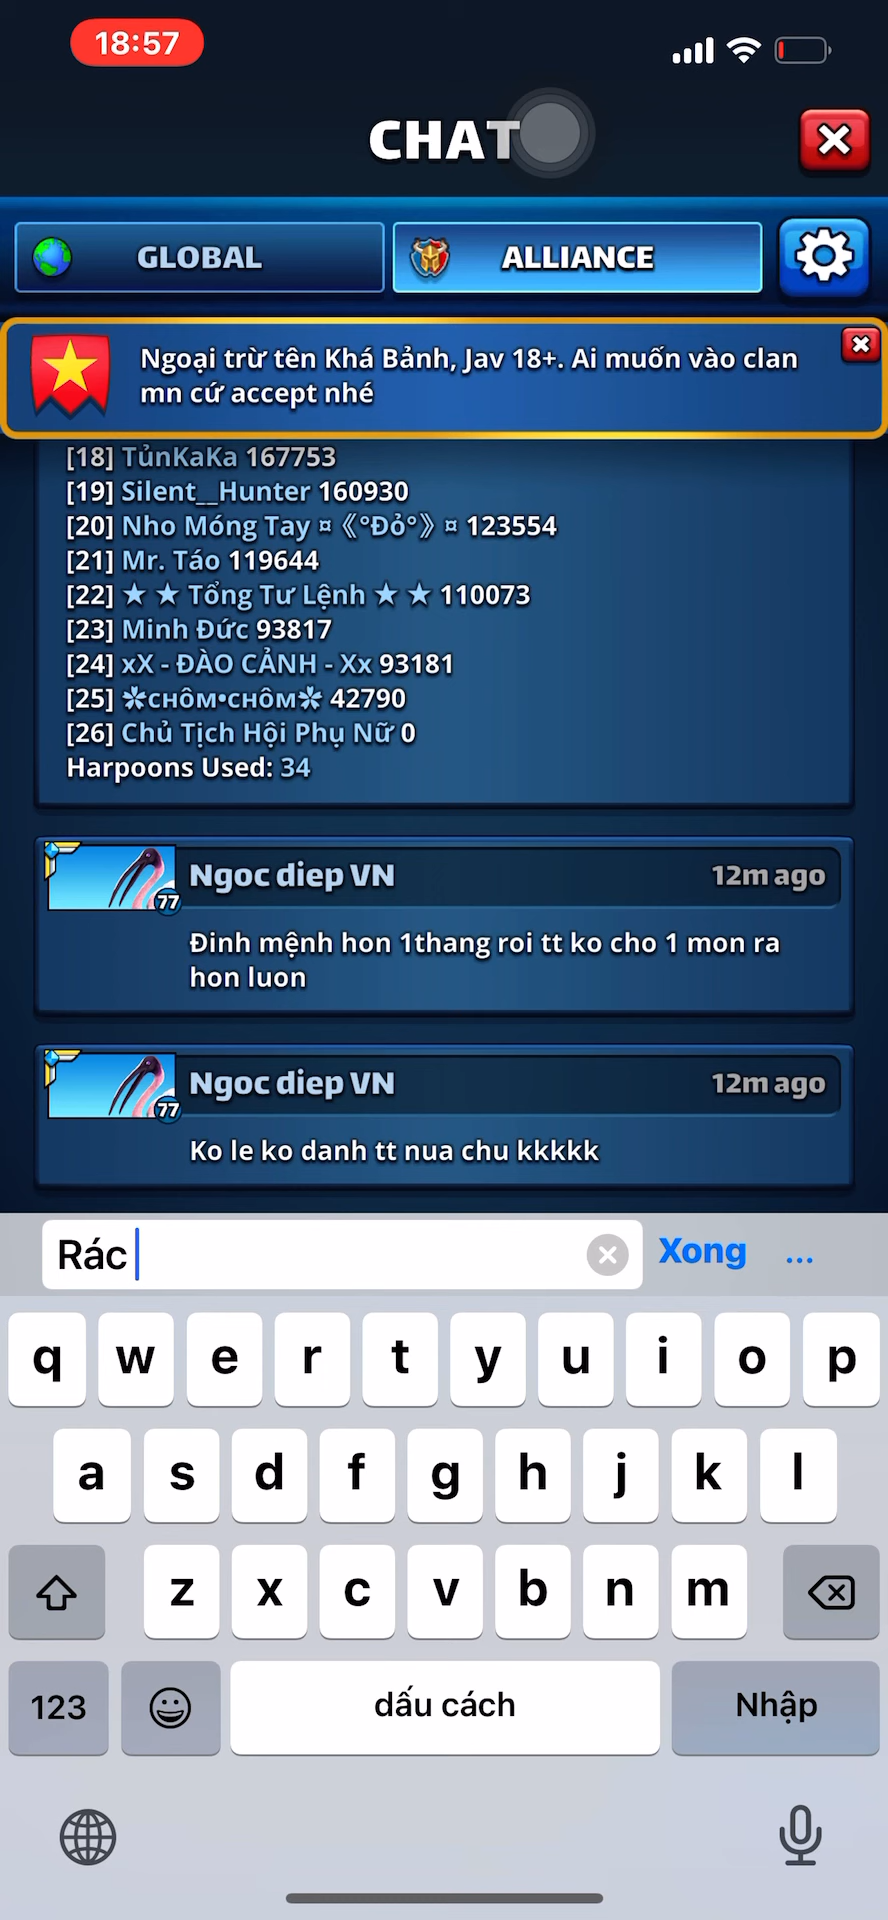 18:57
CHAT
GLOBAL
ALLIANCE
Ngoại trừ tên Khá Bảnh, Jav 18+. Ai muốn vào clan
mn cứ accept nhé
[18] TủnKaKa 167753
[19] Silent__Hunter 160930
[20] Nho Móng Tay ¤《°Đỏ°》¤ 123554
[21] Mr. Táo 119644
[22] ★ ★ Tổng Tư Lệnh ★ ★ 110073
[23] Minh Đức 93817
[24] xX - ĐÀO CẢNH - Xx 93181
[25] ✲cнôм•cнôм✲ 42790
[26] Chủ Tịch Hội Phụ Nữ 0
Harpoons Used: 34
Ngoc diep VN
12m ago
77
Đinh mệnh hon 1thang roi tt ko cho 1 mon ra
hon luon
Ngoc diep VN
12m ago
77
Ko le ko danh tt nua chu kkkkk
Rác
Xong ...
q w e r t y u i o p
a s d f g h j k l
z x c v b n m
123 dấu cách Nhập